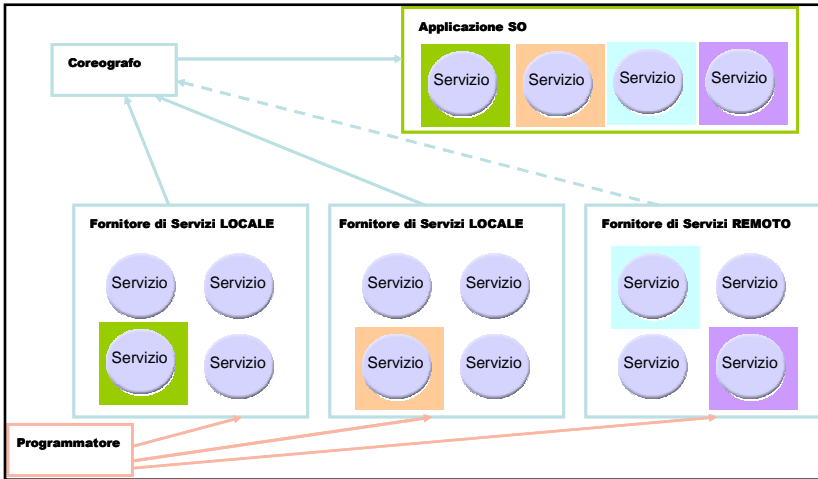 Applicazione SO
Coreografo
Servizio Servizio Servizio Servizio
Fornitore di Servizi LOCALE Fornitore di Servizi LOCALE Fornitore di Servizi REMOTO
Servizio Servizio Servizio Servizio Servizio Servizio
Servizio Servizio Servizio Servizio Servizio Servizio
Programmatore